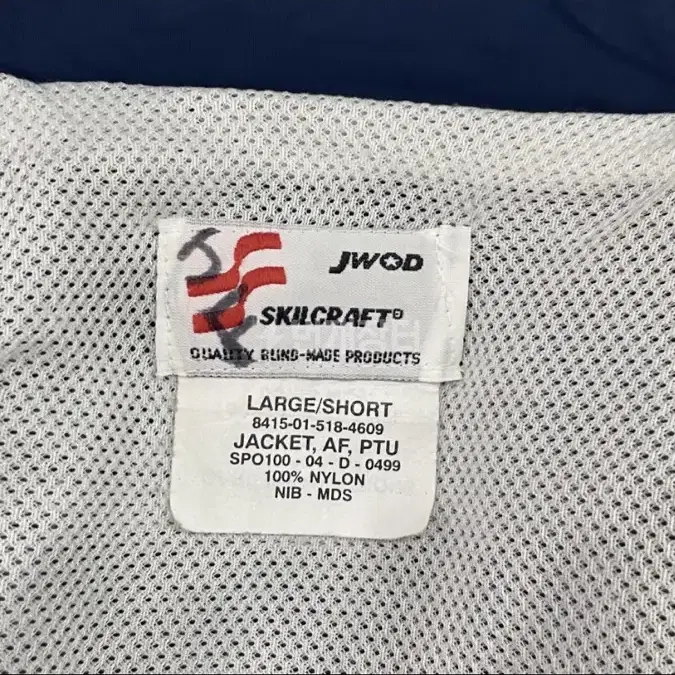 JWOD
SKILCRAFT®
QUALITY BLIND-MADE PRODUCTS
LARGE/SHORT
8415-01-518-4609
JACKET, AF, PTU
SPO100 - 04 - D - 0499
100% NYLON
NIB - MDS